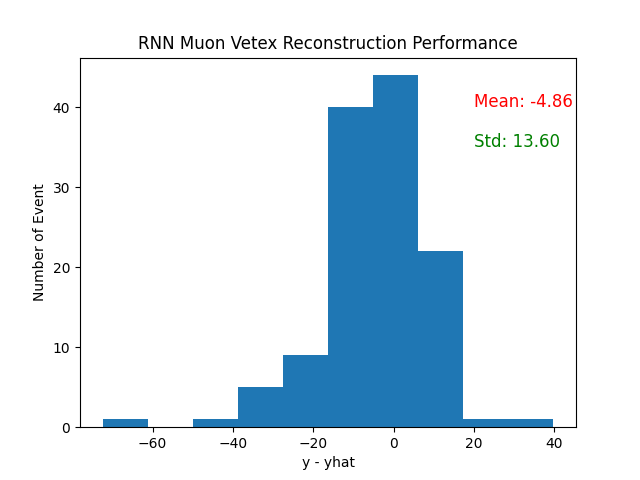 RNN Muon Vetex Reconstruction Performance
Mean: -4.86
Std: 13.60
Number of Event
40
30
20
10
0
−60 −40 −20 0 20 40
y - yhat